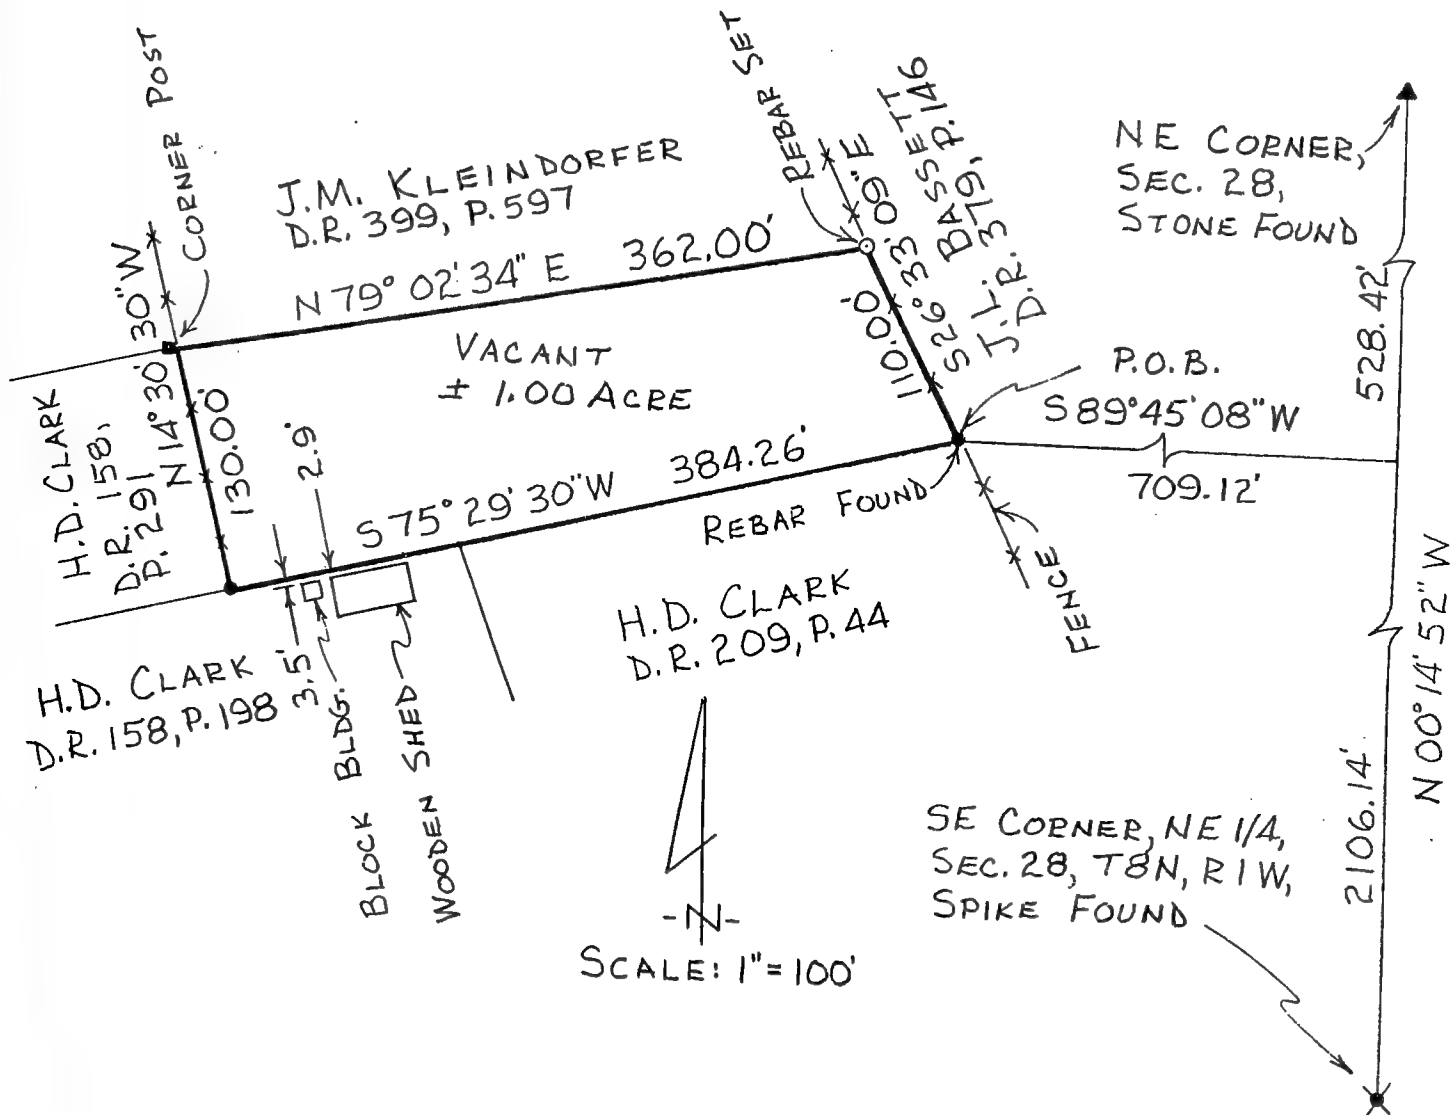 CORNER POST
J.M. KLEINDORFER
D.R. 399, P. 597
N 79° 02' 34" E 362.00'
REBAR SET
J.L. BASSETT
D.R. 379, P. 146
S 26° 33' 09" E
110.00'
NE CORNER,
SEC. 28,
STONE FOUND
528.42'
N 14° 30' 30" W
130.00'
H.D. CLARK
D.R. 158,
P. 291
VACANT
± 1.00 ACRE
P.O.B.
S 89° 45' 08" W
709.12'
2.9'
S 75° 29' 30" W 384.26'
REBAR FOUND
FENCE
H.D. CLARK
D.R. 209, P. 44
H.D. CLARK
D.R. 158, P. 198
3.5'
BLOCK BLDG.
WOODEN SHED
N 00° 14' 52" W
2106.14'
SE CORNER, NE 1/4,
SEC. 28, T8N, R1W,
SPIKE FOUND
-N-
SCALE: 1" = 100'